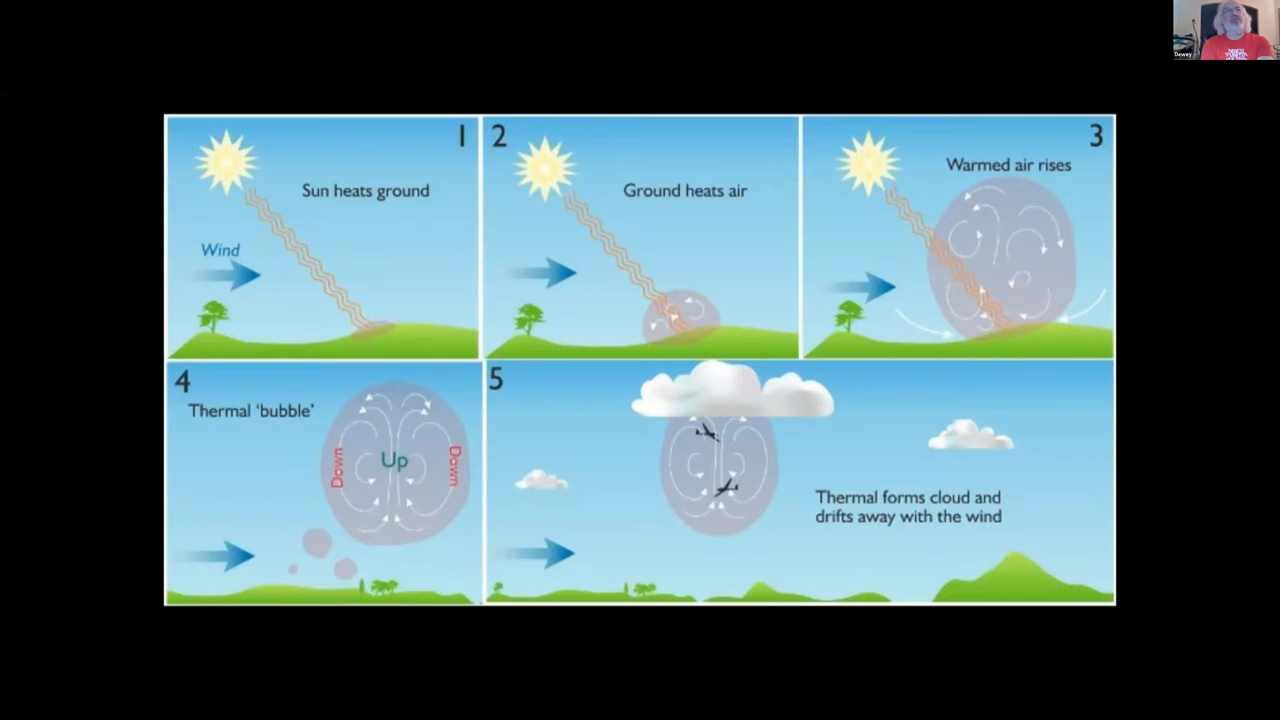 Dewey
1
Sun heats ground
Wind
2
Ground heats air
3
Warmed air rises
4
Thermal 'bubble'
Down
Up
Down
5
Thermal forms cloud and
drifts away with the wind